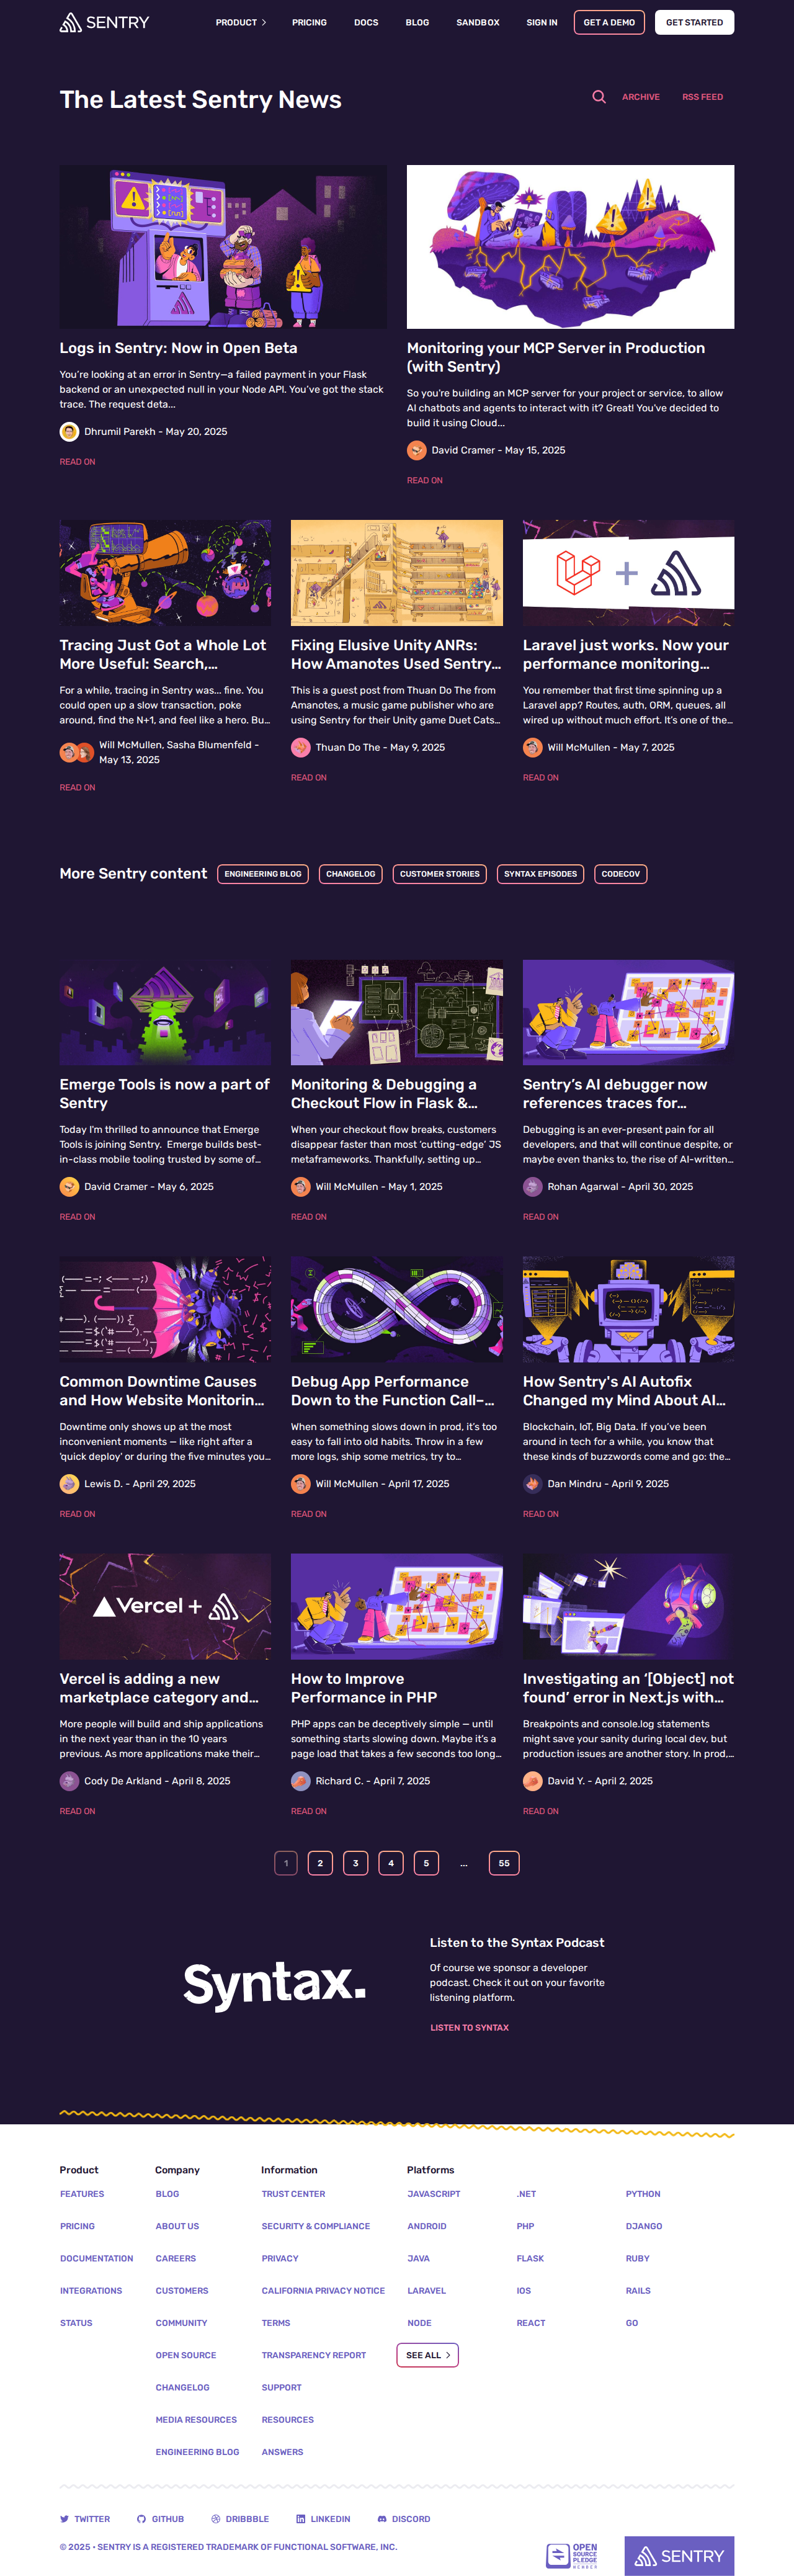 SENTRY
PRODUCT
PRICING
DOCS
BLOG
SANDBOX
SIGN IN
GET A DEMO
GET STARTED
The Latest Sentry News
ARCHIVE
RSS FEED
Logs in Sentry: Now in Open Beta
You're looking at an error in Sentry—a failed payment in your Flask
backend or an unexpected null in your Node API. You've got the stack
trace. The request deta...
Dhrumil Parekh - May 20, 2025
READ ON
Monitoring your MCP Server in Production
(with Sentry)
So you're building an MCP server for your project or service, to allow
AI chatbots and agents to interact with it? Great! You've decided to
build it using Cloud...
David Cramer - May 15, 2025
READ ON
Tracing Just Got a Whole Lot
More Useful: Search,...
For a while, tracing in Sentry was... fine. You
could open up a slow transaction, poke
around, find the N+1, and feel like a hero. Bu...
Will McMullen, Sasha Blumenfeld -
May 13, 2025
READ ON
Fixing Elusive Unity ANRs:
How Amanotes Used Sentry...
This is a guest post from Thuan Do The from
Amanotes, a music game publisher who are
using Sentry for their Unity game Duet Cats...
Thuan Do The - May 9, 2025
READ ON
Laravel just works. Now your
performance monitoring...
You remember that first time spinning up a
Laravel app? Routes, auth, ORM, queues, all
wired up without much effort. It's one of the...
Will McMullen - May 7, 2025
READ ON
More Sentry content
ENGINEERING BLOG
CHANGELOG
CUSTOMER STORIES
SYNTAX EPISODES
CODECOV
Emerge Tools is now a part of
Sentry
Today I'm thrilled to announce that Emerge
Tools is joining Sentry.  Emerge builds best-
in-class mobile tooling trusted by some of...
David Cramer - May 6, 2025
READ ON
Monitoring & Debugging a
Checkout Flow in Flask &...
When your checkout flow breaks, customers
disappear faster than most 'cutting-edge' JS
metaframeworks. Thankfully, setting up...
Will McMullen - May 1, 2025
READ ON
Sentry's AI debugger now
references traces for...
Debugging is an ever-present pain for all
developers, and that will continue despite, or
maybe even thanks to, the rise of AI-written...
Rohan Agarwal - April 30, 2025
READ ON
Common Downtime Causes
and How Website Monitorin...
Downtime only shows up at the most
inconvenient moments — like right after a
'quick deploy' or during the five minutes you...
Lewis D. - April 29, 2025
READ ON
Debug App Performance
Down to the Function Call-...
When something slows down in prod, it's too
easy to fall into old habits. Throw in a few
more logs, ship some metrics, try to...
Will McMullen - April 17, 2025
READ ON
How Sentry's AI Autofix
Changed my Mind About AI...
Blockchain, IoT, Big Data. If you've been
around in tech for a while, you know that
these kinds of buzzwords come and go: the...
Dan Mindru - April 9, 2025
READ ON
Vercel + 
Vercel is adding a new
marketplace category and...
More people will build and ship applications
in the next year than in the 10 years
previous. As more applications make their...
Cody De Arkland - April 8, 2025
READ ON
How to Improve
Performance in PHP
PHP apps can be deceptively simple — until
something starts slowing down. Maybe it's a
page load that takes a few seconds too long...
Richard C. - April 7, 2025
READ ON
Investigating an '[Object] not
found' error in Next.js with...
Breakpoints and console.log statements
might save your sanity during local dev, but
production issues are another story. In prod,...
David Y. - April 2, 2025
READ ON
1 2 3 4 5 ... 55
Syntax.
Listen to the Syntax Podcast
Of course we sponsor a developer
podcast. Check it out on your favorite
listening platform.
LISTEN TO SYNTAX
Product
FEATURES
PRICING
DOCUMENTATION
INTEGRATIONS
STATUS
Company
BLOG
ABOUT US
CAREERS
CUSTOMERS
COMMUNITY
OPEN SOURCE
CHANGELOG
MEDIA RESOURCES
ENGINEERING BLOG
Information
TRUST CENTER
SECURITY & COMPLIANCE
PRIVACY
CALIFORNIA PRIVACY NOTICE
TERMS
TRANSPARENCY REPORT
SUPPORT
RESOURCES
ANSWERS
Platforms
JAVASCRIPT
ANDROID
JAVA
LARAVEL
NODE
SEE ALL
.NET
PHP
FLASK
IOS
REACT
PYTHON
DJANGO
RUBY
RAILS
GO
TWITTER
GITHUB
DRIBBBLE
LINKEDIN
DISCORD
© 2025 • SENTRY IS A REGISTERED TRADEMARK OF FUNCTIONAL SOFTWARE, INC.
OPEN
SOURCE
PLEDGE
MEMBER
SENTRY